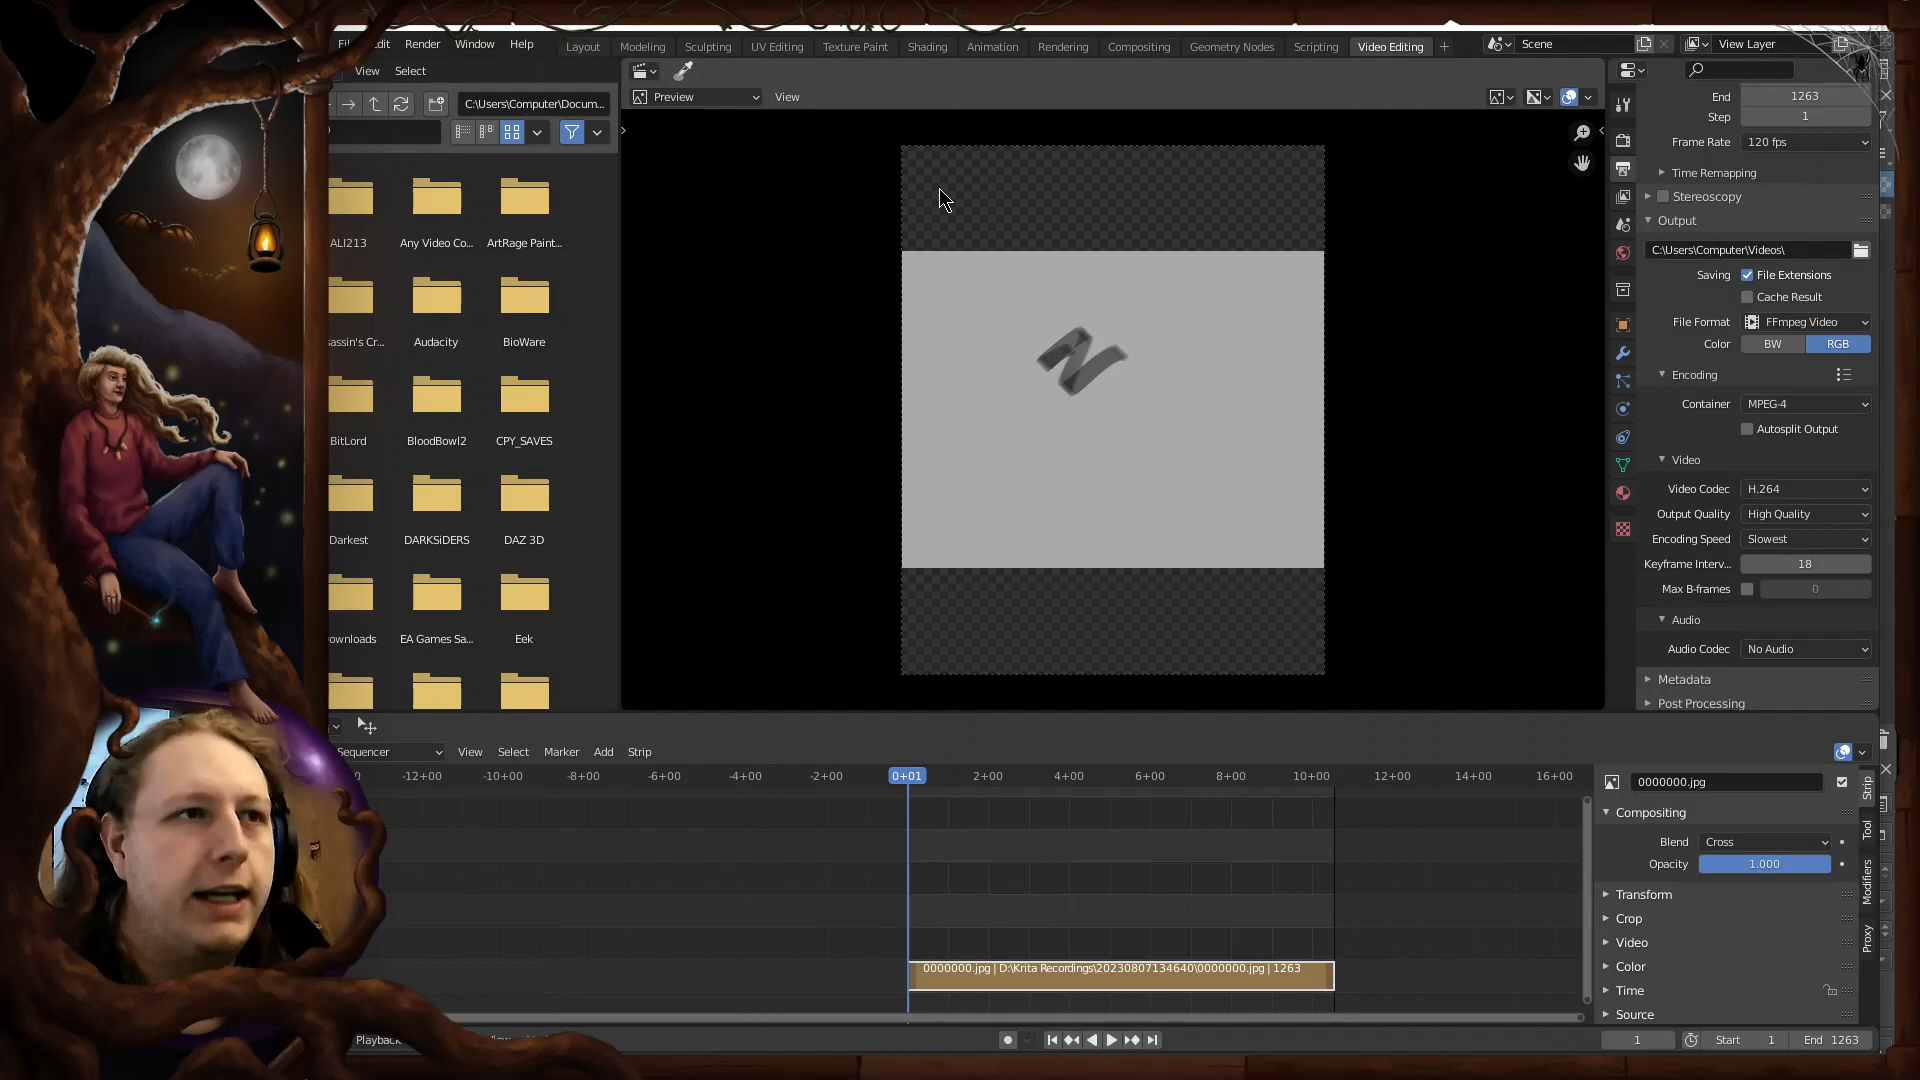 Edit Render Window Help
Layout Modeling Sculpting UV Editing Texture Paint Shading Animation Rendering Compositing Geometry Nodes Scripting Video Editing +
Scene
View Layer
View Select
C:\Users\Computer\Docum...
Preview View
ALI213
Any Video Co...
ArtRage Paint...
sassin's Cr...
Audacity
BioWare
BitLord
BloodBowl2
CPY_SAVES
Darkest
DARKSiDERS
DAZ 3D
ownloads
EA Games Sa...
Eek
End 1263
Step 1
Frame Rate 120 fps
Time Remapping
Stereoscopy
Output
C:\Users\Computer\Videos\
Saving File Extensions
Cache Result
File Format FFmpeg Video
Color BW RGB
Encoding
Container MPEG-4
Autosplit Output
Video
Video Codec H.264
Output Quality High Quality
Encoding Speed Slowest
Keyframe Interv... 18
Max B-frames 0
Audio
Audio Codec No Audio
Metadata
Post Processing
Sequencer View Select Marker Add Strip
0 -12+00 -10+00 -8+00 -6+00 -4+00 -2+00 0+01 2+00 4+00 6+00 8+00 10+00 12+00 14+00 16+00
0000000.jpg | D:\Krita Recordings\20230807134640\0000000.jpg | 1263
0000000.jpg
Compositing
Blend Cross
Opacity 1.000
Transform
Crop
Video
Color
Time
Source
Strip
Tool
Modifiers
Proxy
Playback
1 Start 1 End 1263